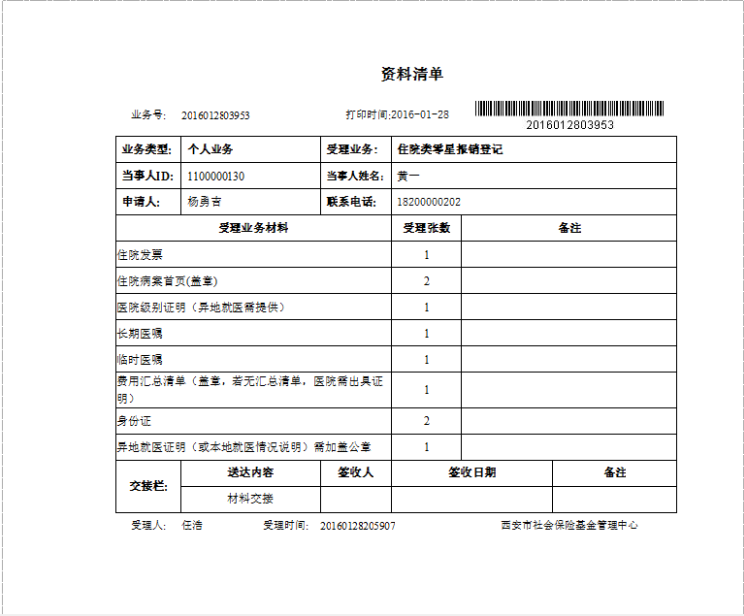 资料清单
业务号: 2016012803953 打印时间:2016-01-28
2016012803953
业务类型: 个人业务 受理业务: 住院类零星报销登记
当事人ID: 1100000130 当事人姓名: 黄一
申请人: 杨勇吉 联系电话: 18200000202
受理业务材料 受理张数 备注
住院发票 1
住院病案首页(盖章) 2
医院级别证明（异地就医需提供） 1
长期医嘱 1
临时医嘱 1
费用汇总清单（盖章，若无汇总清单，医院需出具证
明） 1
身份证 2
异地就医证明（或本地就医情况说明）需加盖公章 1
交接栏: 送达内容 签收人 签收日期 备注
材料交接
受理人: 任浩 受理时间: 20160128205907 西安市社会保险基金管理中心